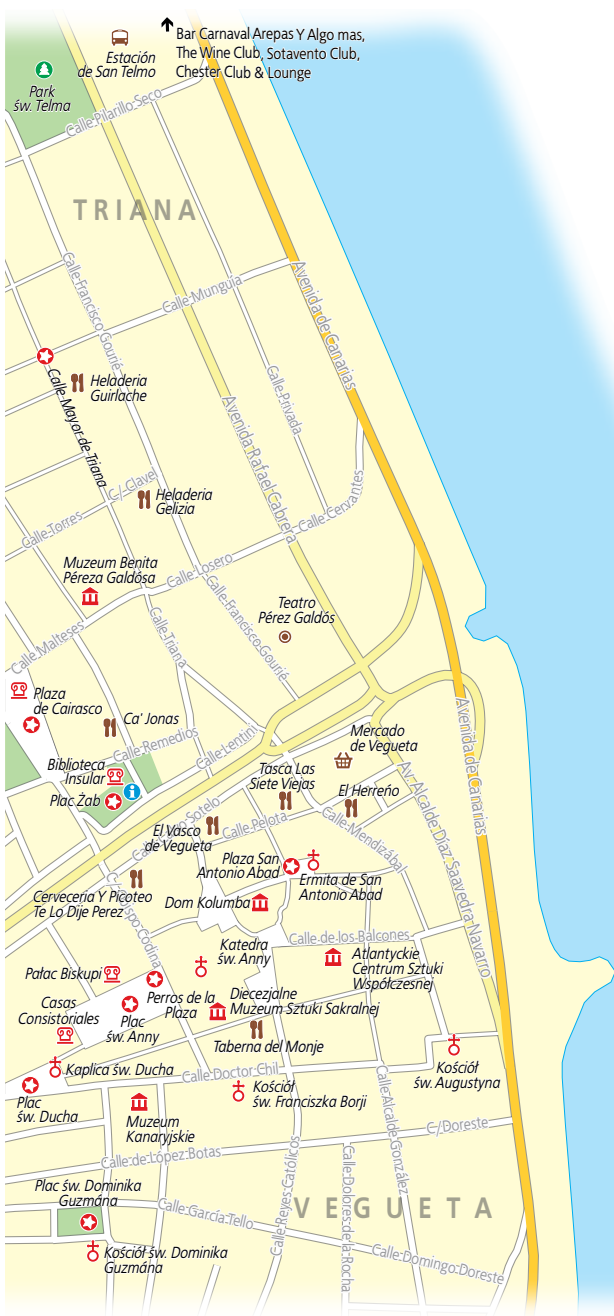 Bar Carnaval Arepas Y Algo mas,
The Wine Club, Sotavento Club,
Chester Club & Lounge
Estación
de San Telmo
Park
św. Telma
Calle Pilarillo Seco
TRIANA
Calle Francisco Gourié
Calle Munguía
Avenida de Canarias
Heladeria
Guirlache
Calle Mayor de Triana
Calle Privada
Avenida Rafael Cabrera
C/ Clavel
Heladeria
Gelizia
Calle Torres
Calle Cervantes
Muzeum Benita
Péreza Galdósa
Calle Losero
Teatro
Pérez Galdós
Calle Francisco Gourié
Calle Malteses
Calle Triana
Plaza
de Cairasco
Ca' Jonas
Calle Remedios
Calle Lentini
Mercado
de Vegueta
Avenida de Canarias
Biblioteca
Insular
Plac Żab
Tasca Las
Siete Viejas
El Herreño
Av. Alcalde Díaz Saavedra Navarro
Sotelo
El Vasco
de Vegueta
Calle Pelota
Calle Mendizábal
Plaza San
Antonio Abad
Ermita de San
Antonio Abad
Cerveceria Y Picoteo
Te Lo Dije Perez
Dom Kolumba
Codina
Katedra
św. Anny
Calle de los Balcones
Atlantyckie
Centrum Sztuki
Współczesnej
Pałac Biskupi
Perros de la
Plaza
Diecezjalne
Muzeum Sztuki Sakralnej
Casas
Consistoriales
Plac
św. Anny
Taberna del Monje
Kościół
św. Augustyna
Kaplica św. Ducha
Calle Doctor Chil
Plac
św. Ducha
Kościół
św. Franciszka Borji
Calle Alcalde González
Muzeum
Kanaryjskie
C/ Doreste
Calle de López Botas
Calle Reyes Católicos
Calle Dolores de la Rocha
Plac św. Dominika
Guzmána
VEGUETA
Calle García Tello
Calle Domingo Doreste
Kościół św. Dominika
Guzmána